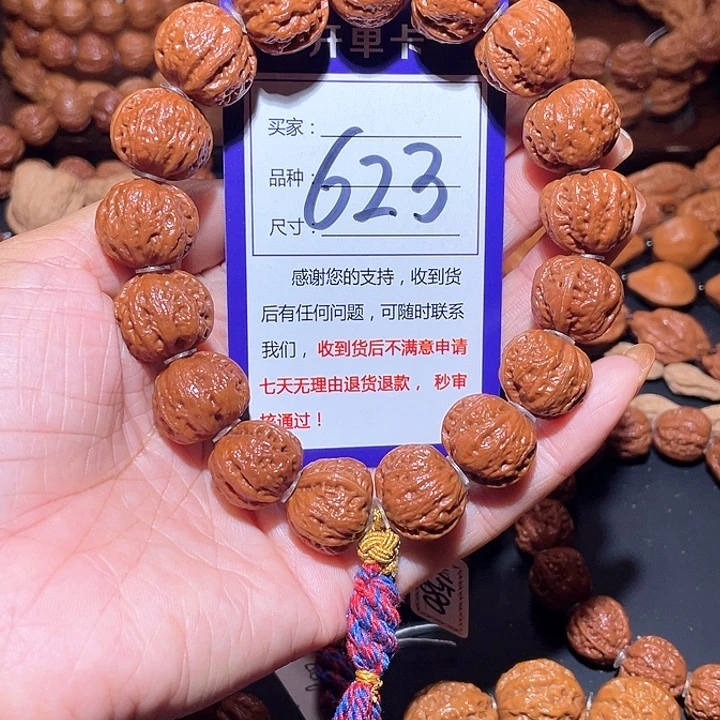 开单卡
买家：
品种：
623
尺寸：
感谢您的支持，收到货
后有任何问题，可随时联系
我们，收到货后不满意申请
七天无理由退货退款，秒审
核通过！